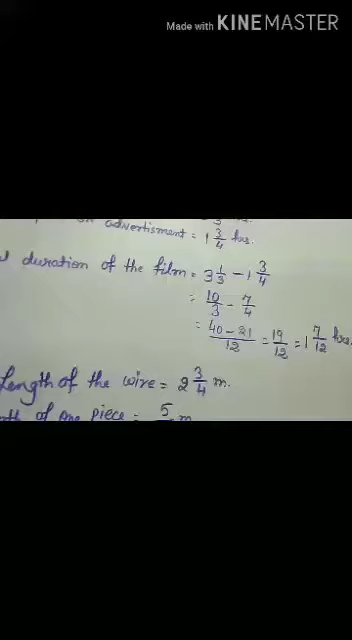 Made with KINEMASTER
advertisment = 1 3/4 hrs.
duration of the film = 3 1/3 - 1 3/4
= 10/3 - 7/4
= 40-21/12 = 19/12 = 1 7/12 hrs.
Length of the wire = 2 3/4 m.
of one piece = 5 m